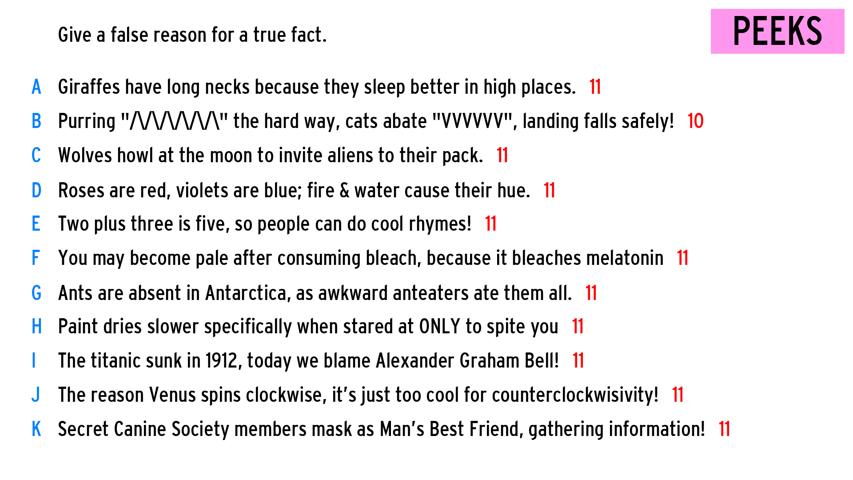 Give a false reason for a true fact.
PEEKS
A Giraffes have long necks because they sleep better in high places. 11
B Purring "/\/\/\/\/\/\/\" the hard way, cats abate "VVVVVV", landing falls safely! 10
C Wolves howl at the moon to invite aliens to their pack. 11
D Roses are red, violets are blue; fire & water cause their hue. 11
E Two plus three is five, so people can do cool rhymes! 11
F You may become pale after consuming bleach, because it bleaches melatonin 11
G Ants are absent in Antarctica, as awkward anteaters ate them all. 11
H Paint dries slower specifically when stared at ONLY to spite you 11
I The titanic sunk in 1912, today we blame Alexander Graham Bell! 11
J The reason Venus spins clockwise, it's just too cool for counterclockwisivity! 11
K Secret Canine Society members mask as Man's Best Friend, gathering information! 11